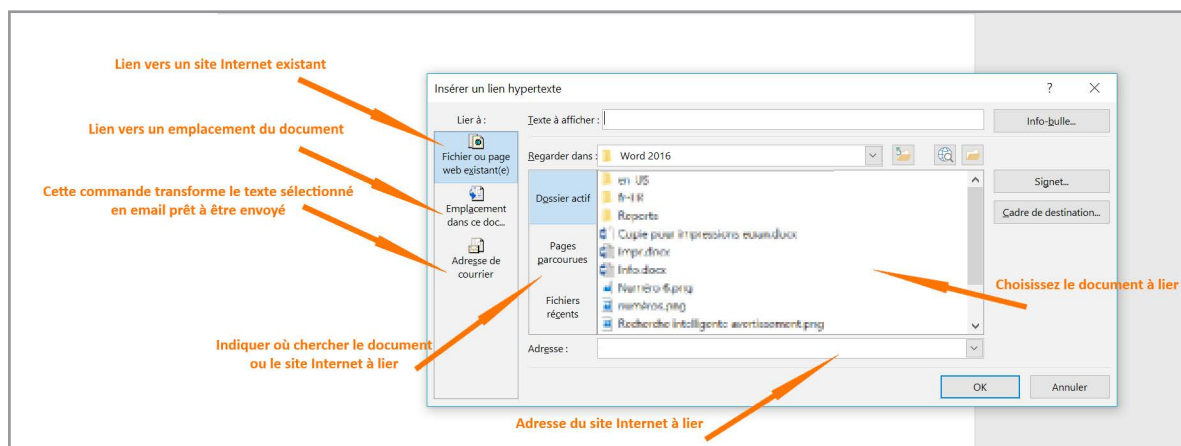 Lien vers un site Internet existant
Lien vers un emplacement du document
Cette commande transforme le texte sélectionné
en email prêt à être envoyé
Indiquer où chercher le document
ou le site Internet à lier
Adresse du site Internet à lier
Choisissez le document à lier
Insérer un lien hypertexte
?
Lier à :
Fichier ou page
web existant(e)
Emplacement
dans ce doc...
Adresse de
courrier
Texte à afficher :
Info-bulle...
Regarder dans :
Word 2016
Dossier actif
Pages
parcourues
Fichiers
récents
en US
Reports
Copie pour impressions
Impr.docx
Info.docx
Numéro 6.png
numéros.png
Recherche intelligente avertissement.png
Signet...
Cadre de destination...
Adresse :
OK
Annuler